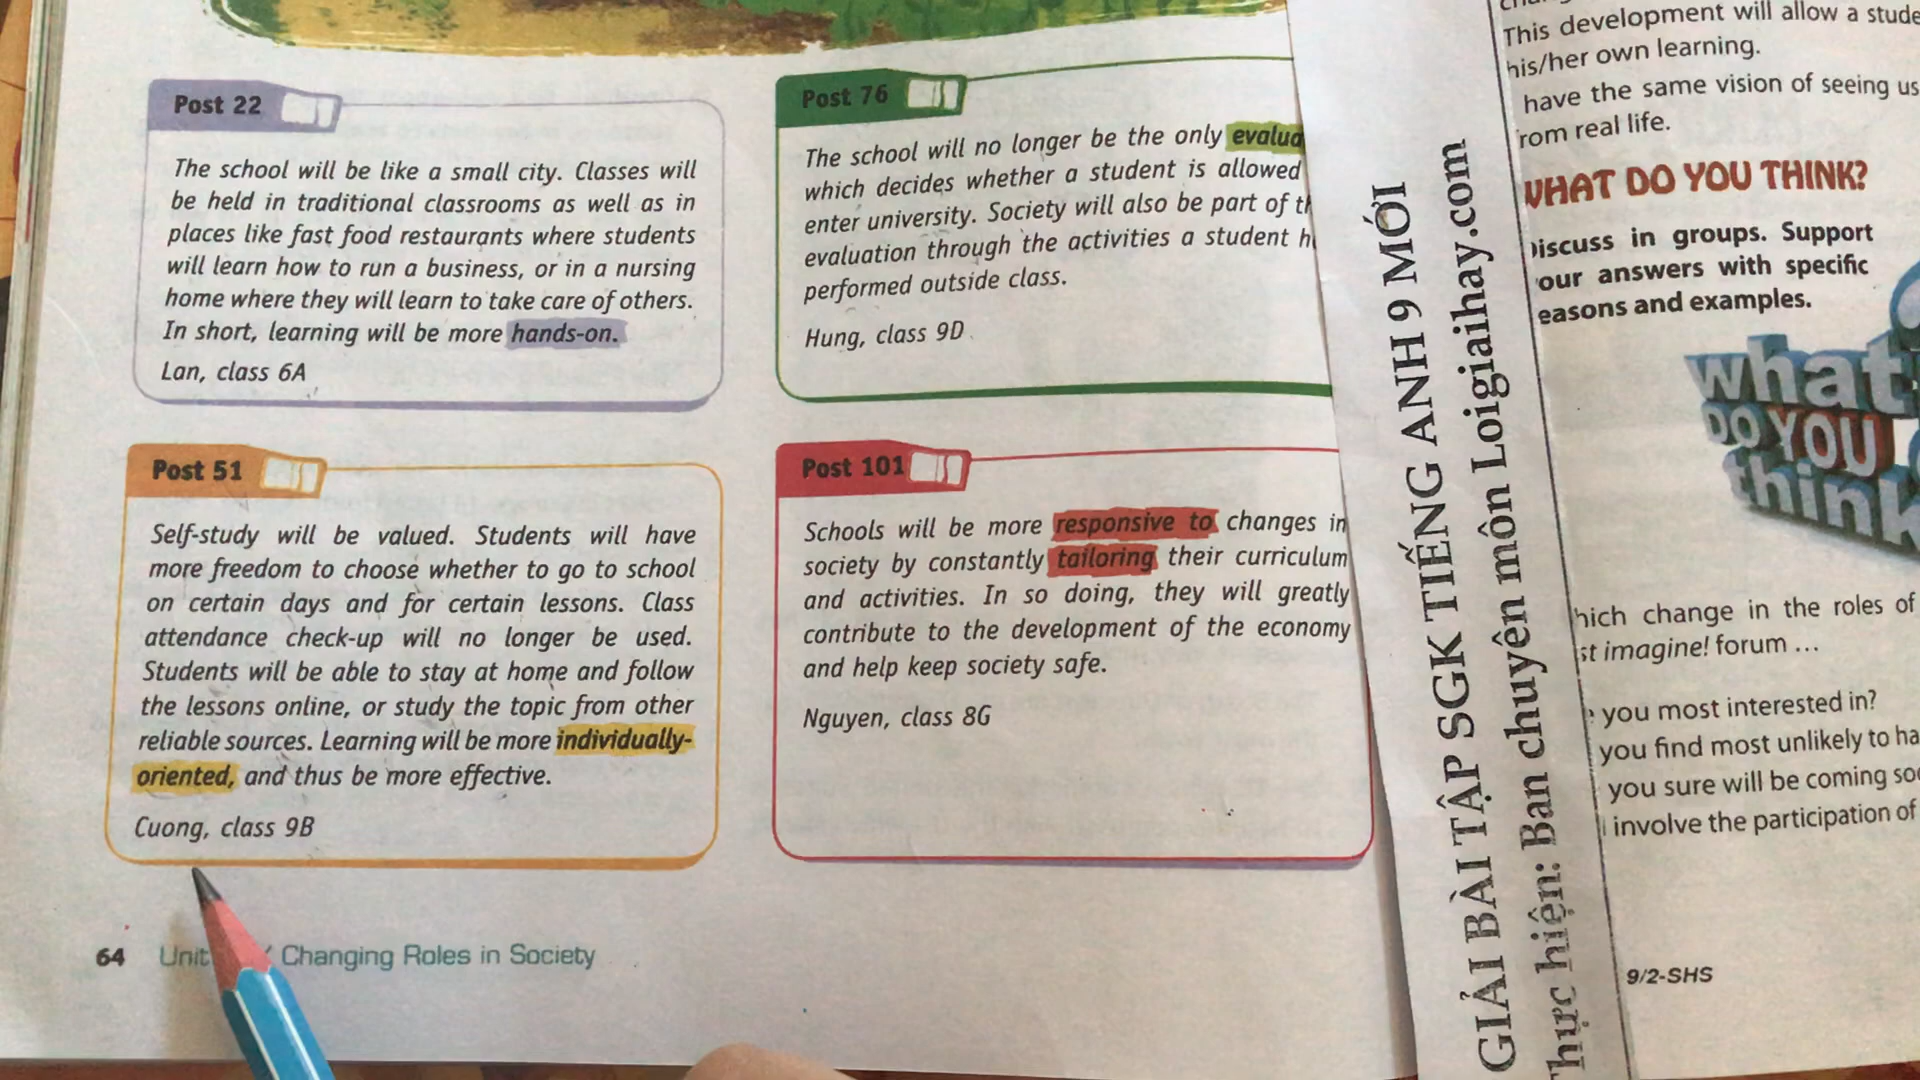 Post 22
The school will be like a small city. Classes will
be held in traditional classrooms as well as in
places like fast food restaurants where students
will learn how to run a business, or in a nursing
home where they will learn to take care of others.
In short, learning will be more hands-on.
Lan, class 6A
Post 76
The school will no longer be the only
which decides whether a student is allowed
enter university. Society will also be part of
evaluation through the activities a student
performed outside class.
Hung, class 9D
Post 51
Self-study will be valued. Students will have
more freedom to choose whether to go to school
on certain days and for certain lessons. Class
attendance check-up will no longer be used.
Students will be able to stay at home and follow
the lessons online, or study the topic from other
reliable sources. Learning will be more individually-
oriented, and thus be more effective.
Cuong, class 9B
Post 101
Schools will be more responsive to changes in
society by constantly tailoring their curriculum
and activities. In so doing, they will greatly
contribute to the development of the economy
and help keep society safe.
Nguyen, class 8G
64 Unit Changing Roles in Society
GIẢI BÀI TẬP SGK TIẾNG ANH 9 MỚI
Thực hiện: Ban chuyên môn Loigiaihay.com
This development will allow a
his/her own learning.
have the same vision of seeing us
rom real life.
WHAT DO YOU THINK?
iscuss in groups. Support
our answers with specific
easons and examples.
what
DO YOU
think
hich change in the roles of
st imagine! forum ...
you most interested in?
you find most unlikely to
you sure will be coming
involve the participation of
9/2-SHS